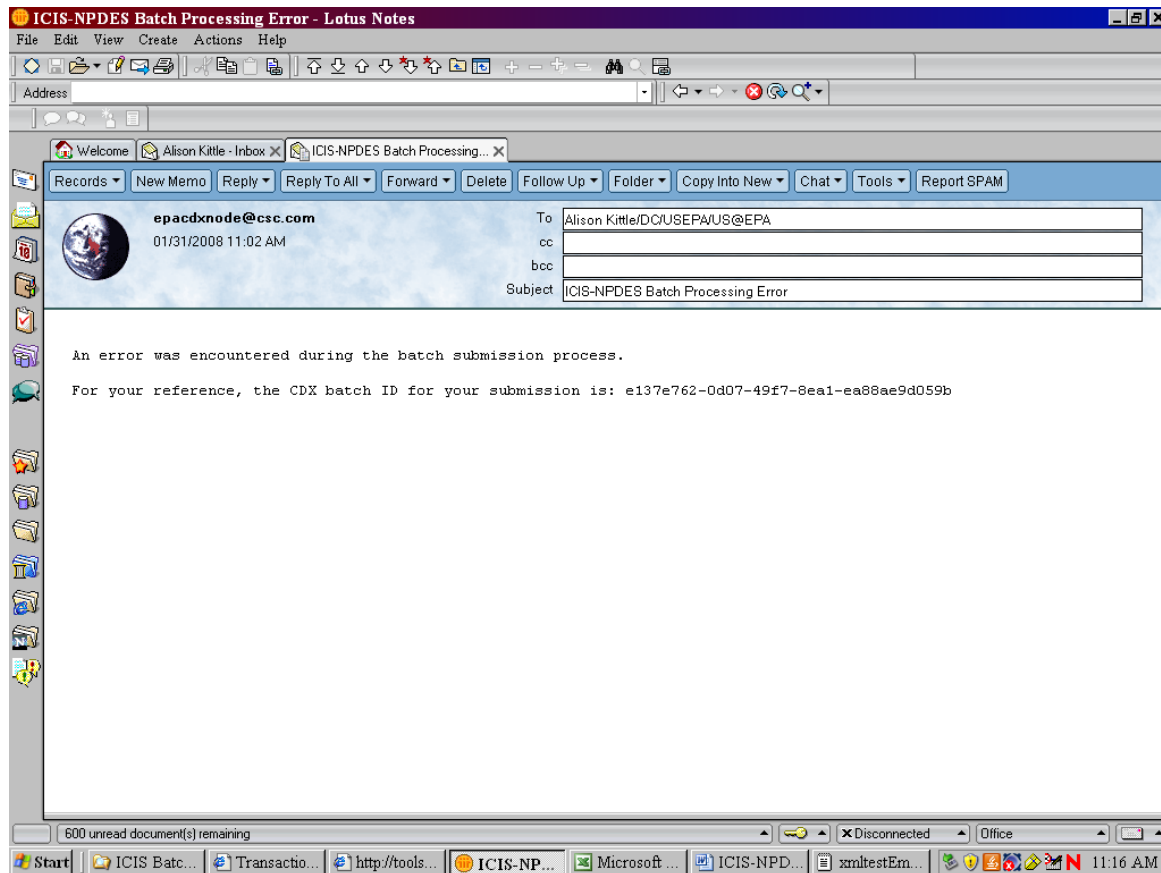 ICIS-NPDES Batch Processing Error - Lotus Notes
File Edit View Create Actions Help
Address
Welcome Alison Kittle - Inbox ICIS-NPDES Batch Processing...
Records New Memo Reply Reply To All Forward Delete Follow Up Folder Copy Into New Chat Tools Report SPAM
epacdxnode@csc.com
01/31/2008 11:02 AM
To Alison Kittle/DC/USEPA/US@EPA
cc
bcc
Subject ICIS-NPDES Batch Processing Error
An error was encountered during the batch submission process.
For your reference, the CDX batch ID for your submission is: e137e762-0d07-49f7-8ea1-ea88ae9d059b
600 unread document(s) remaining Disconnected Office
Start ICIS Batc... Transactio... http://tools... ICIS-NP... Microsoft ... ICIS-NPD... xmltestEm... N 11:16 AM